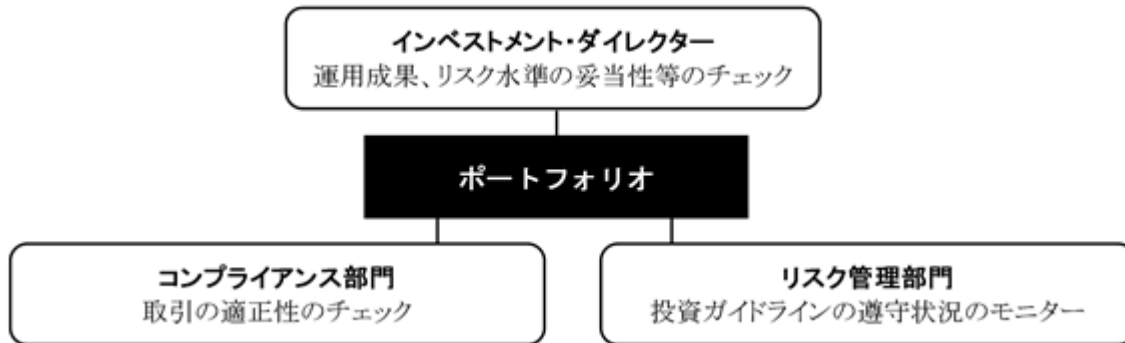 インベストメント・ダイレクター
運用成果、リスク水準の妥当性等のチェック
ポートフォリオ
コンプライアンス部門
取引の適正性のチェック
リスク管理部門
投資ガイドラインの遵守状況のモニター